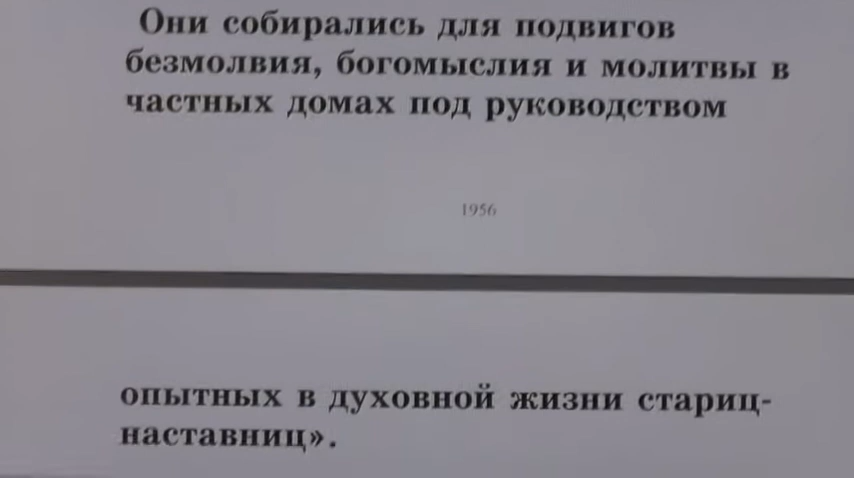 Они собирались для подвигов
безмолвия, богомыслия и молитвы в
частных домах под руководством
1956
опытных в духовной жизни стариц-
наставниц».